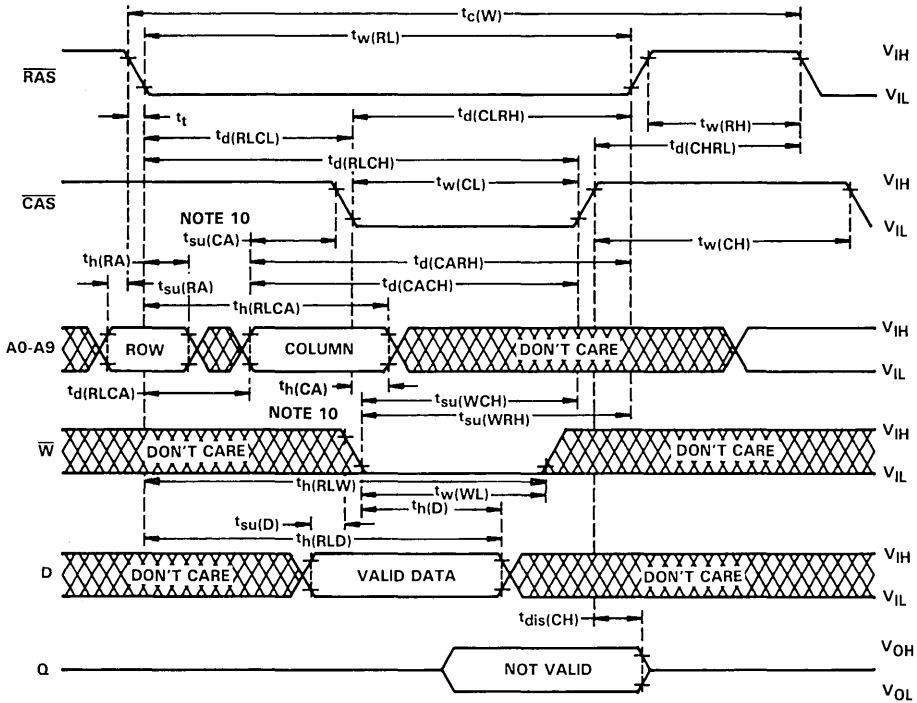 tc(W)
tw(RL)
RAS
VIH
VIL
tt
td(CLRH)
tw(RH)
td(RLCL)
td(CHRL)
td(RLCH)
tw(CL)
CAS
VIH
VIL
NOTE 10
tsu(CA)
tw(CH)
th(RA)
td(CARH)
tsu(RA)
td(CACH)
th(RLCA)
A0-A9
ROW
COLUMN
DON'T CARE
VIH
VIL
td(RLCA)
th(CA)
tsu(WCH)
NOTE 10
tsu(WRH)
W
DON'T CARE
DON'T CARE
VIH
VIL
th(RLW)
tw(WL)
th(D)
tsu(D)
th(RLD)
D
DON'T CARE
VALID DATA
DON'T CARE
VIH
VIL
tdis(CH)
Q
NOT VALID
VOH
VOL